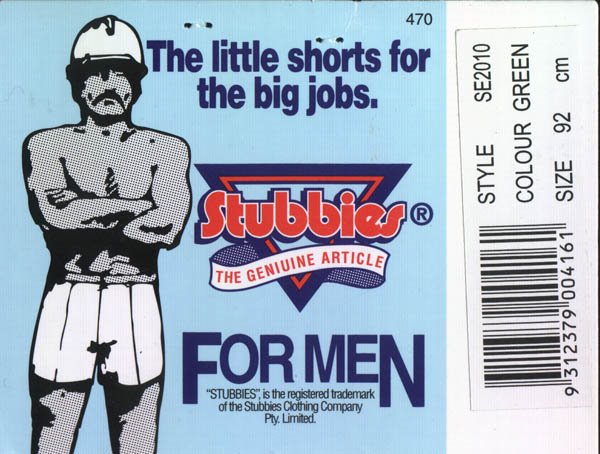 470
The little shorts for
the big jobs.
Stubbies®
THE GENIUINE ARTICLE
FOR MEN
"STUBBIES", is the registered trademark
of the Stubbies Clothing Company
Pty. Limited.
STYLE SE2010
COLOUR GREEN
SIZE 92 cm
9 312379 004161